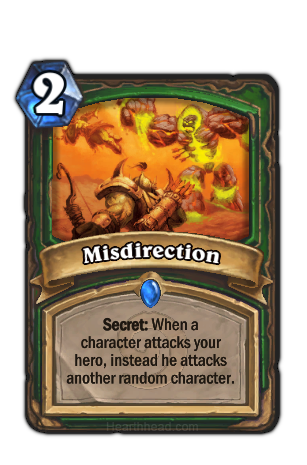 2
Misdirection
Secret: When a
character attacks your
hero, instead he attacks
another random character.
Hearthhead.com